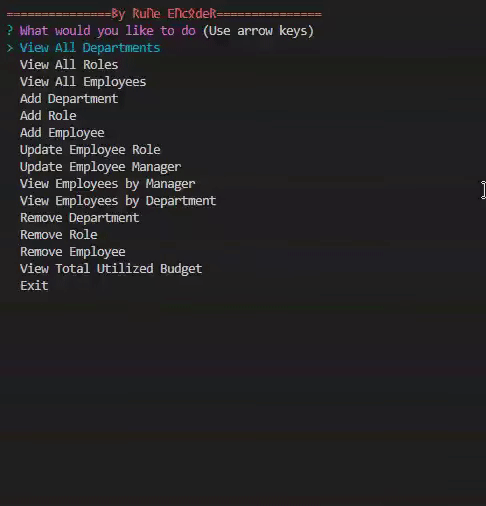 ===============By RuNe ENcodeR===============
? What would you like to do (Use arrow keys)
> View All Departments
View All Roles
View All Employees
Add Department
Add Role
Add Employee
Update Employee Role
Update Employee Manager
View Employees by Manager
View Employees by Department
Remove Department
Remove Role
Remove Employee
View Total Utilized Budget
Exit